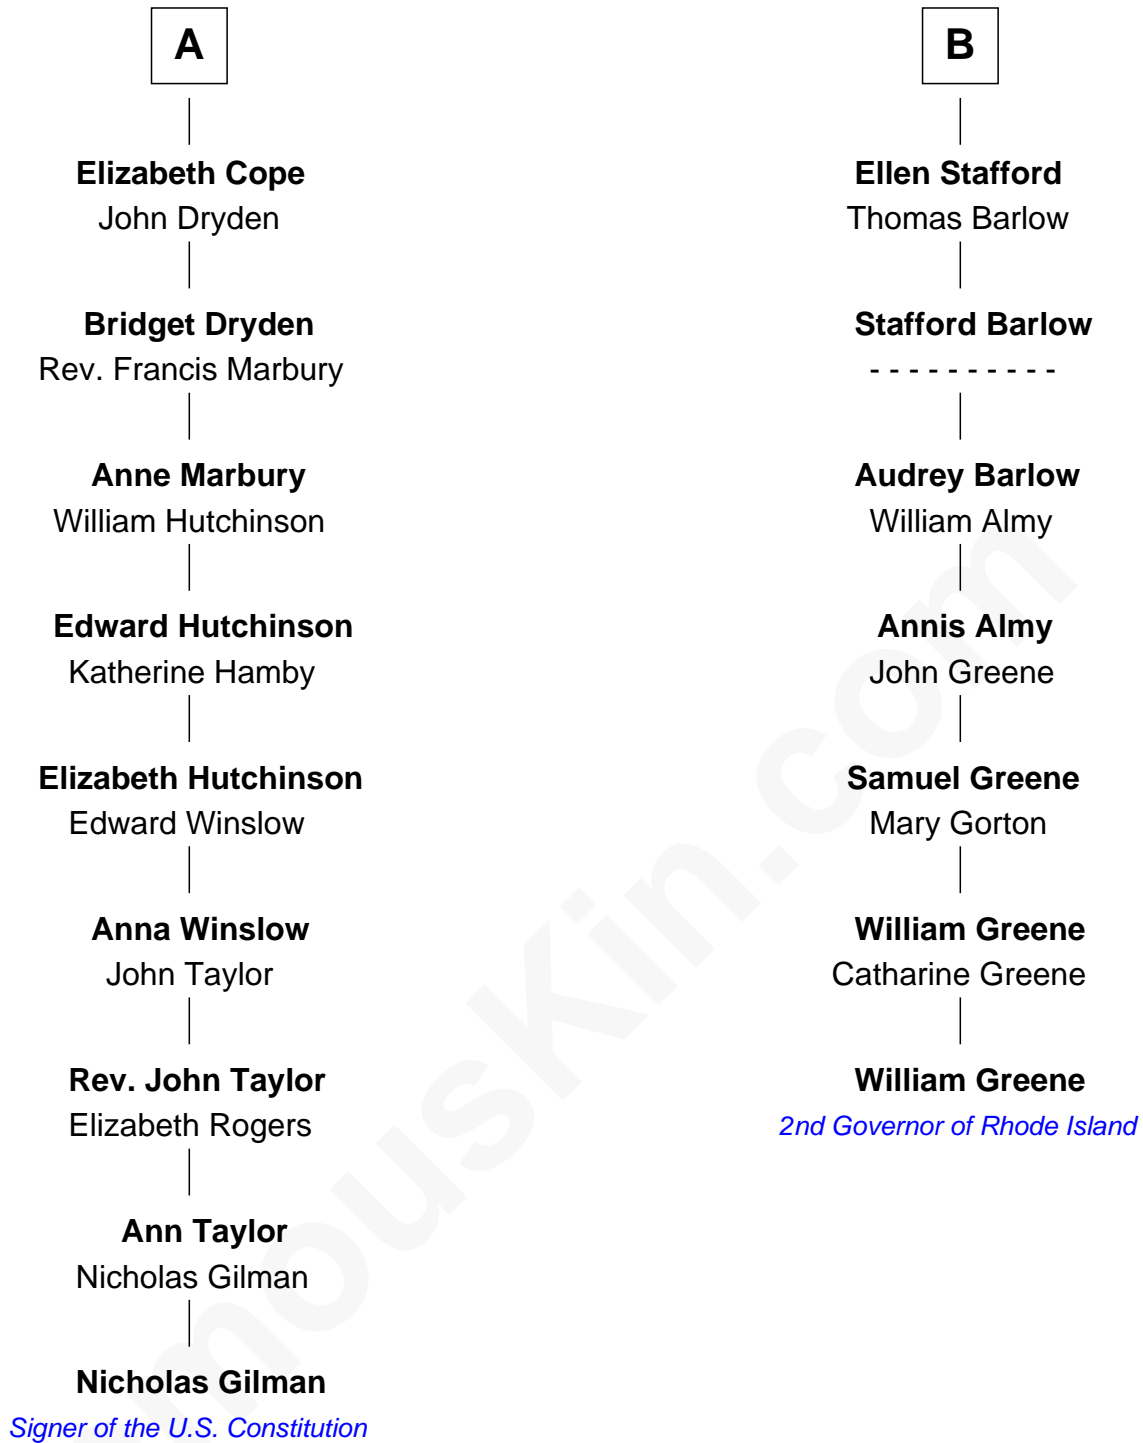 A
Elizabeth Cope
John Dryden
Bridget Dryden
Rev. Francis Marbury
Anne Marbury
William Hutchinson
Edward Hutchinson
Katherine Hamby
Elizabeth Hutchinson
Edward Winslow
Anna Winslow
John Taylor
Rev. John Taylor
Elizabeth Rogers
Ann Taylor
Nicholas Gilman
Nicholas Gilman
Signer of the U.S. Constitution
B
Ellen Stafford
Thomas Barlow
Stafford Barlow
- - - - - - - - - -
Audrey Barlow
William Almy
Annis Almy
John Greene
Samuel Greene
Mary Gorton
William Greene
Catharine Greene
William Greene
2nd Governor of Rhode Island
mousKin.com